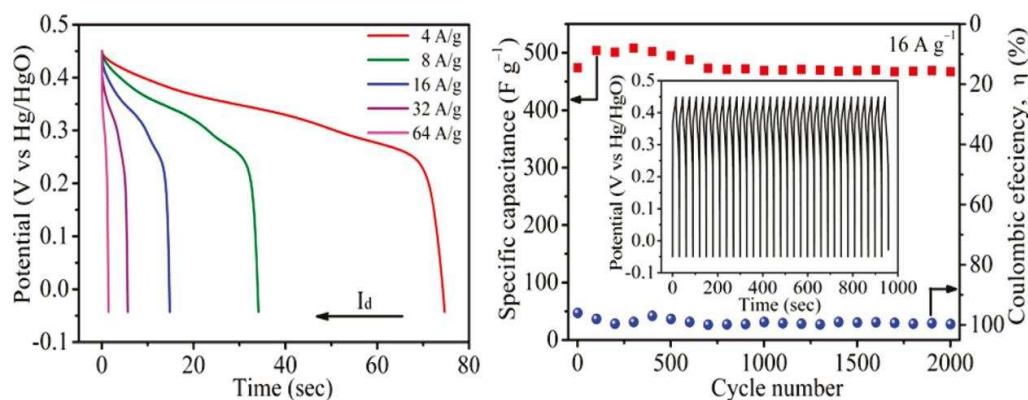 0.5
0.4
0.3
0.2
0.1
0.0
-0.1
Potential (V vs Hg/HgO)
4 A/g
8 A/g
16 A/g
32 A/g
64 A/g
I_d
0 20 40 60 80
Time (sec)
500
400
300
200
100
0
Specific capacitance (F g⁻¹)
16 A g⁻¹
0.5
0.4
0.3
0.2
0.1
0.0
-0.1
Potential (V vs Hg/HgO)
0 200 400 600 800 1000
Time (sec)
0
20
40
60
80
100
Coulombic efeciency, η (%)
0 500 1000 1500 2000
Cycle number